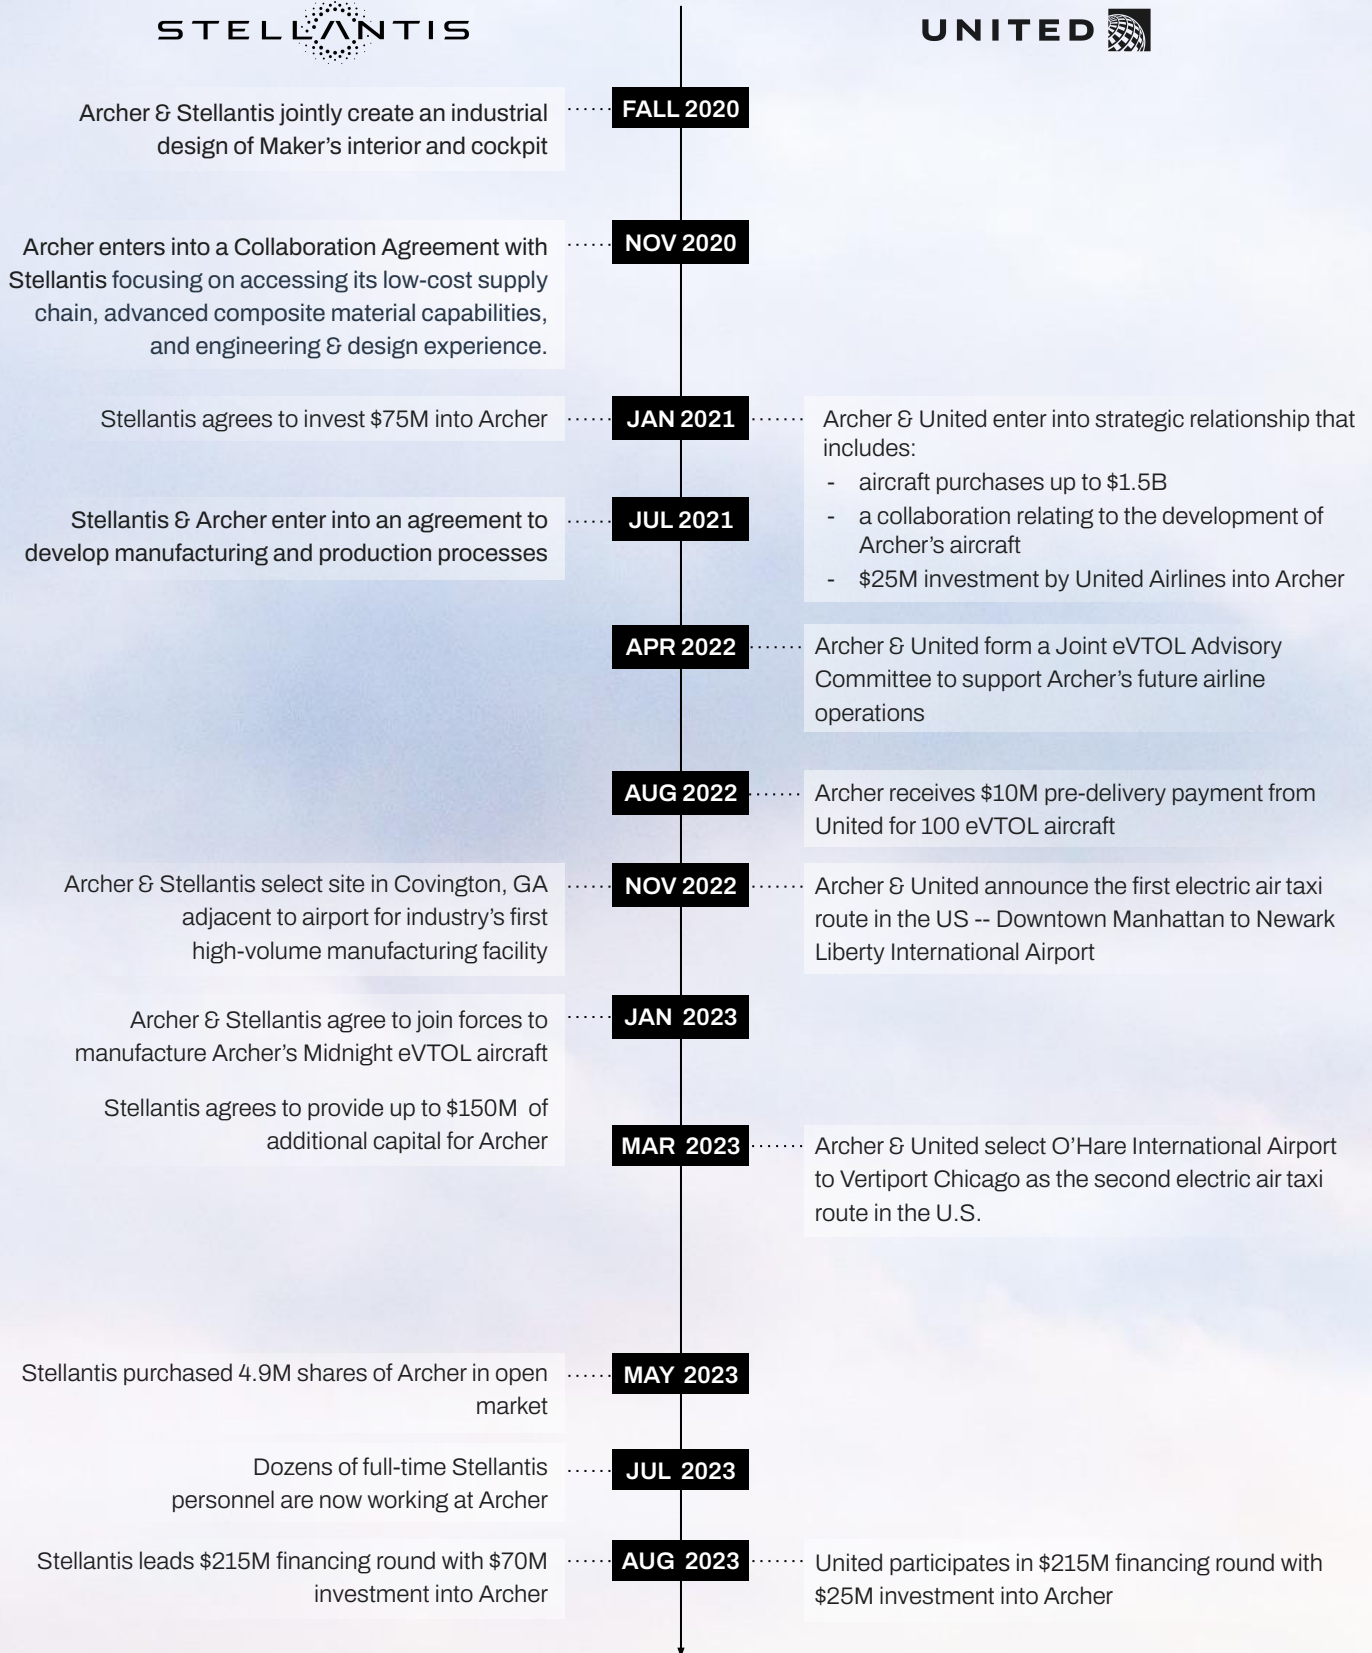 STELLANTIS
UNITED
FALL 2020
Archer & Stellantis jointly create an industrial
design of Maker's interior and cockpit
NOV 2020
Archer enters into a Collaboration Agreement with
Stellantis focusing on accessing its low-cost supply
chain, advanced composite material capabilities,
and engineering & design experience.
JAN 2021
Stellantis agrees to invest $75M into Archer
Archer & United enter into strategic relationship that
includes:
- aircraft purchases up to $1.5B
- a collaboration relating to the development of
Archer's aircraft
- $25M investment by United Airlines into Archer
JUL 2021
Stellantis & Archer enter into an agreement to
develop manufacturing and production processes
APR 2022
Archer & United form a Joint eVTOL Advisory
Committee to support Archer's future airline
operations
AUG 2022
Archer receives $10M pre-delivery payment from
United for 100 eVTOL aircraft
NOV 2022
Archer & Stellantis select site in Covington, GA
adjacent to airport for industry's first
high-volume manufacturing facility
Archer & United announce the first electric air taxi
route in the US -- Downtown Manhattan to Newark
Liberty International Airport
JAN 2023
Archer & Stellantis agree to join forces to
manufacture Archer's Midnight eVTOL aircraft
Stellantis agrees to provide up to $150M of
additional capital for Archer
MAR 2023
Archer & United select O'Hare International Airport
to Vertiport Chicago as the second electric air taxi
route in the U.S.
MAY 2023
Stellantis purchased 4.9M shares of Archer in open
market
JUL 2023
Dozens of full-time Stellantis
personnel are now working at Archer
AUG 2023
Stellantis leads $215M financing round with $70M
investment into Archer
United participates in $215M financing round with
$25M investment into Archer